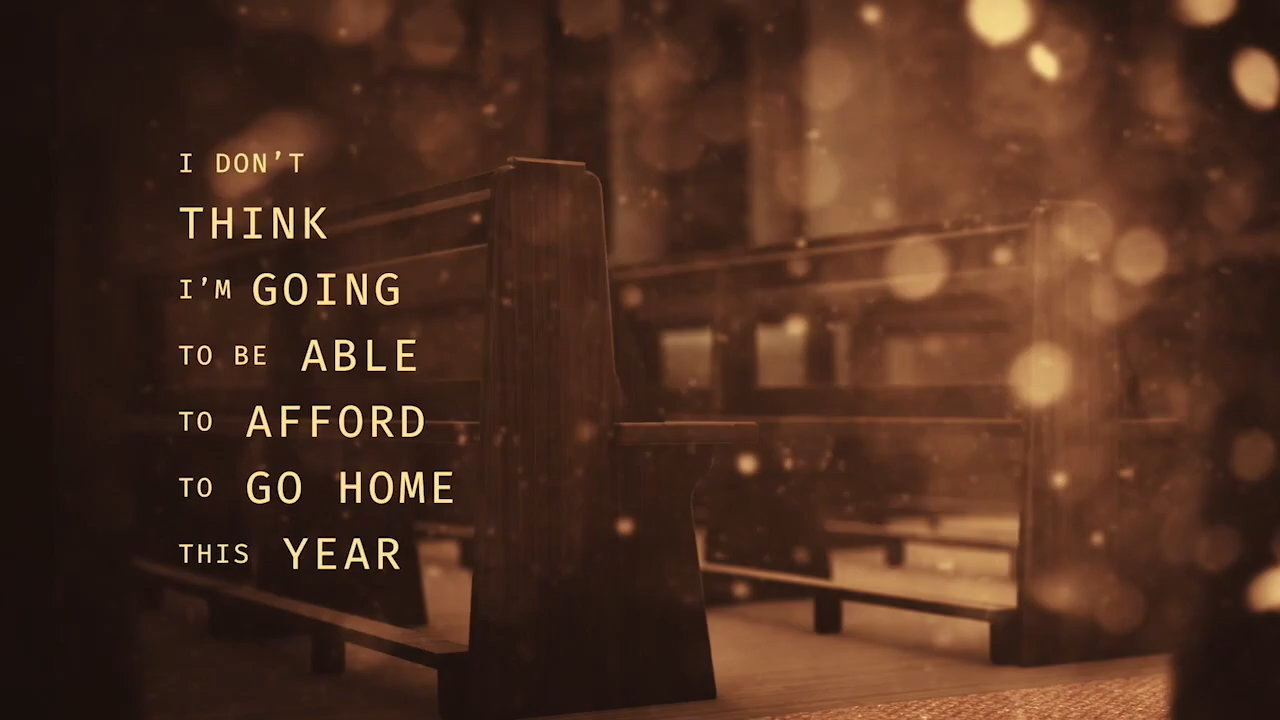 I DON’T
THINK
I’M GOING
TO BE ABLE
TO AFFORD
TO GO HOME
THIS YEAR